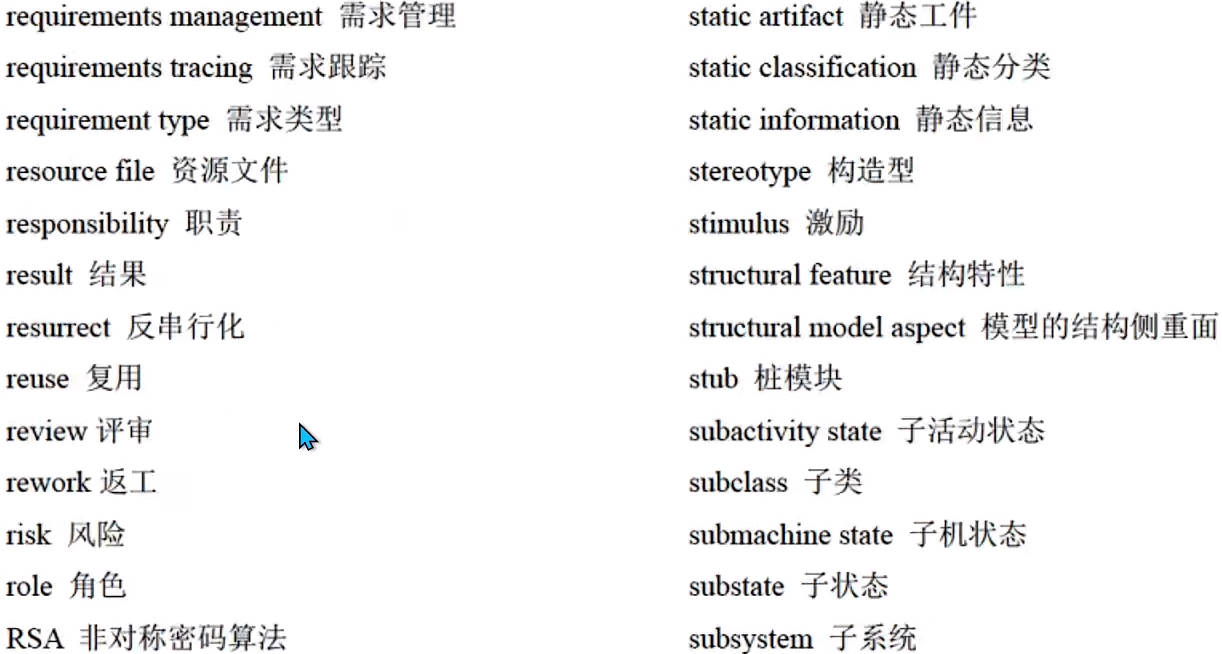 requirements management 需求管理
requirements tracing 需求跟踪
requirement type 需求类型
resource file 资源文件
responsibility 职责
result 结果
resurrect 反串行化
reuse 复用
review 评审
rework 返工
risk 风险
role 角色
RSA 非对称密码算法
static artifact 静态工件
static classification 静态分类
static information 静态信息
stereotype 构造型
stimulus 激励
structural feature 结构特性
structural model aspect 模型的结构侧重面
stub 桩模块
subactivity state 子活动状态
subclass 子类
submachine state 子机状态
substate 子状态
subsystem 子系统